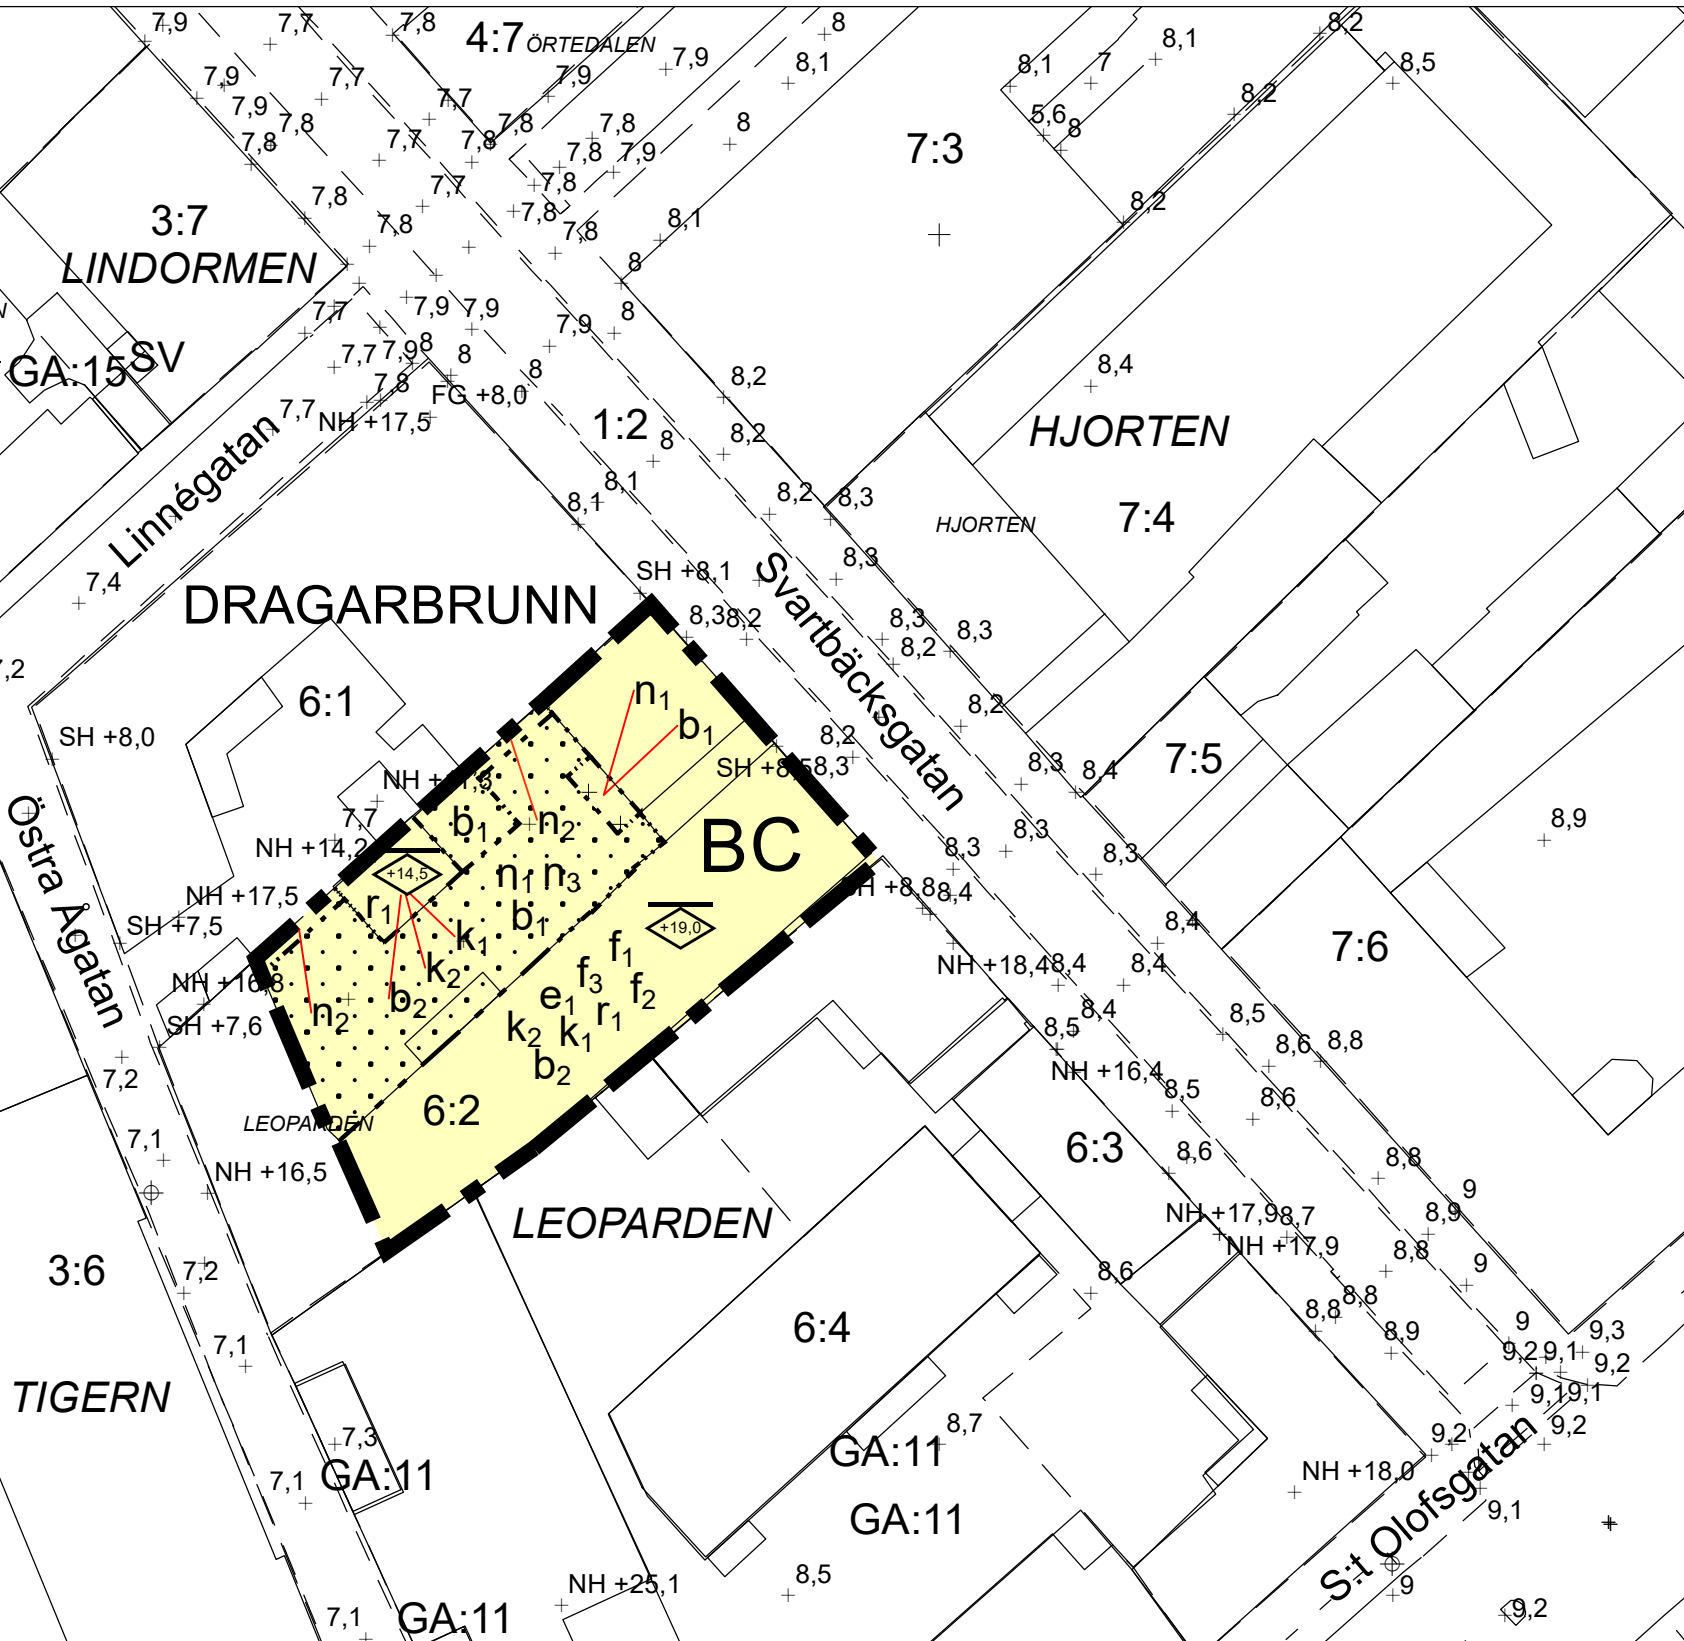 7,9
7,7
7,8
4:7 ÖRTEDALEN
8
8,2
8,1
7,9
8,1
8,1
7
8,5
7,9
7,7
7,9
7,9
7,7
8,2
7,8
7,8
7,8
5,6
8
8
7,8
7,7
7,8
7,8
7,9
7:3
7,7
7,8
7,8
7,8
8,2
3:7
7,8
7,8
8,1
LINDORMEN
8
7,7
7,9
7,9
7,9
8
GA:15
SV
7,7
7,9
8
8
8
8,4
7,8
FG +8,0
8,2
7,7
NH +17,5
1:2
8,2
HJORTEN
8
Linnégatan
8,1
8,1
8,2
8,3
HJORTEN
7:4
7,4
SH +8,1
8,3
Svartbäcksgatan
DRAGARBRUNN
8,3
8,2
8,3
8,3
8,2
7,2
6:1
n1
b1
8,2
SH +8,0
8,2
7:5
SH +8,5
8,3
8,3
8,4
Östra Ågatan
7,7
b1
n2
BC
8,3
8,9
NH +14,2
+14,5
n1 n3
8,3
8,3
NH +17,5
r1
b1
SH +8,8
8,4
SH +7,5
k1
+19,0
8,4
7:6
NH +16,8
k2
f1
NH +18,4
8,4
8,4
n2
b2
f3
f2
e1
r1
SH +7,6
k2
k1
8,5
8,4
8,5
8,6
8,8
7,2
b2
NH +16,4
8,5
8,6
LEOPARDEN
6:2
7,1
6:3
8,6
8,8
NH +16,5
9
LEOPARDEN
NH +17,9
8,7
8,9
NH +17,9
8,8
3:6
7,2
8,6
9
6:4
8,8
8,8
8,9
9
9,3
7,1
9,2
9,1
9,2
TIGERN
9,1
9,1
7,3
GA:11
8,7
9,2
9,2
GA:11
7,1
NH +18,0
9,1
GA:11
S:t Olofsgatan
NH +25,1
8,5
9
7,1
GA:11
9,2